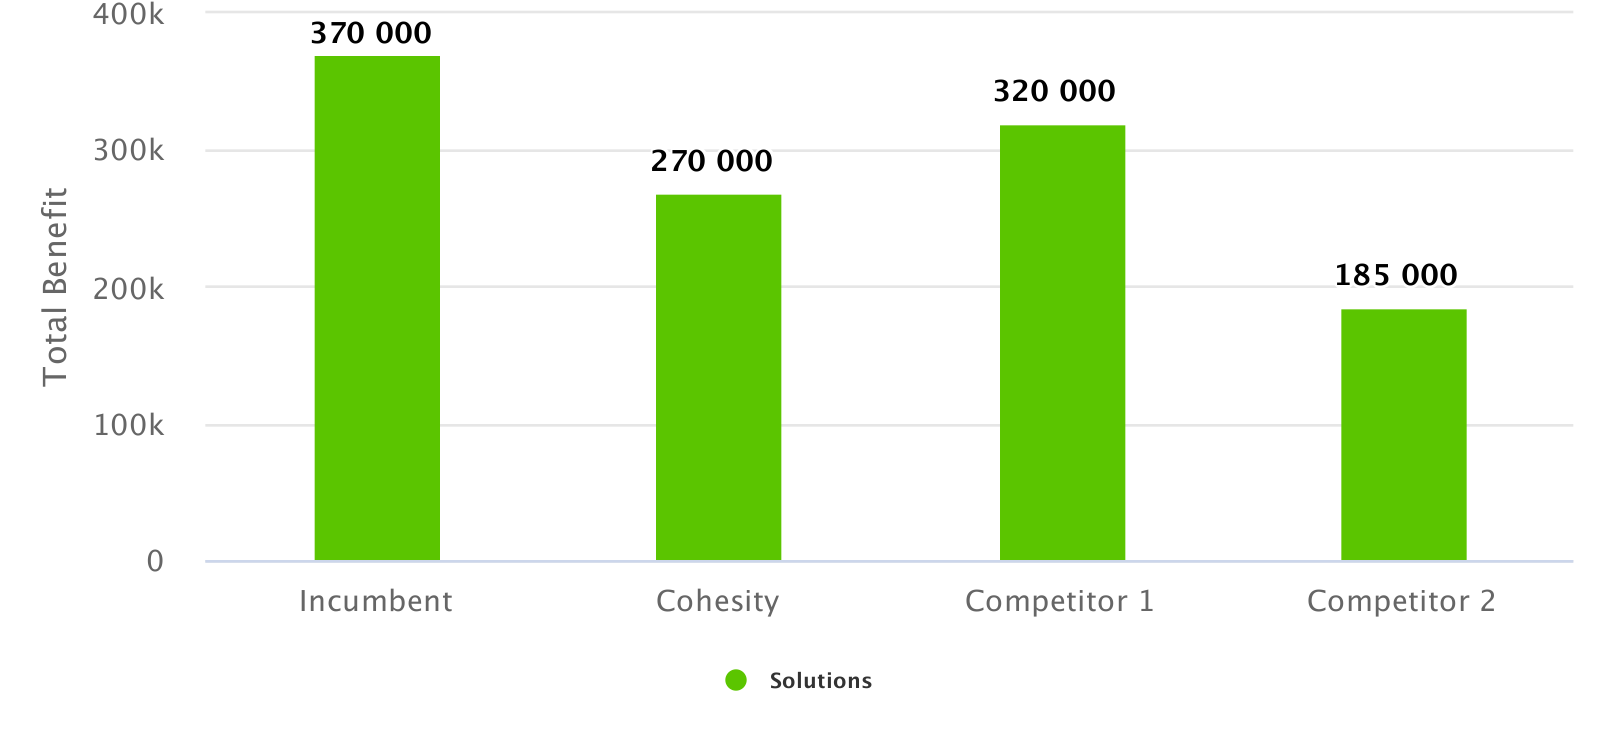 400k
370 000
320 000
300k
270 000
Total Benefit
200k
185 000
100k
0
Incumbent
Cohesity
Competitor 1
Competitor 2
Solutions